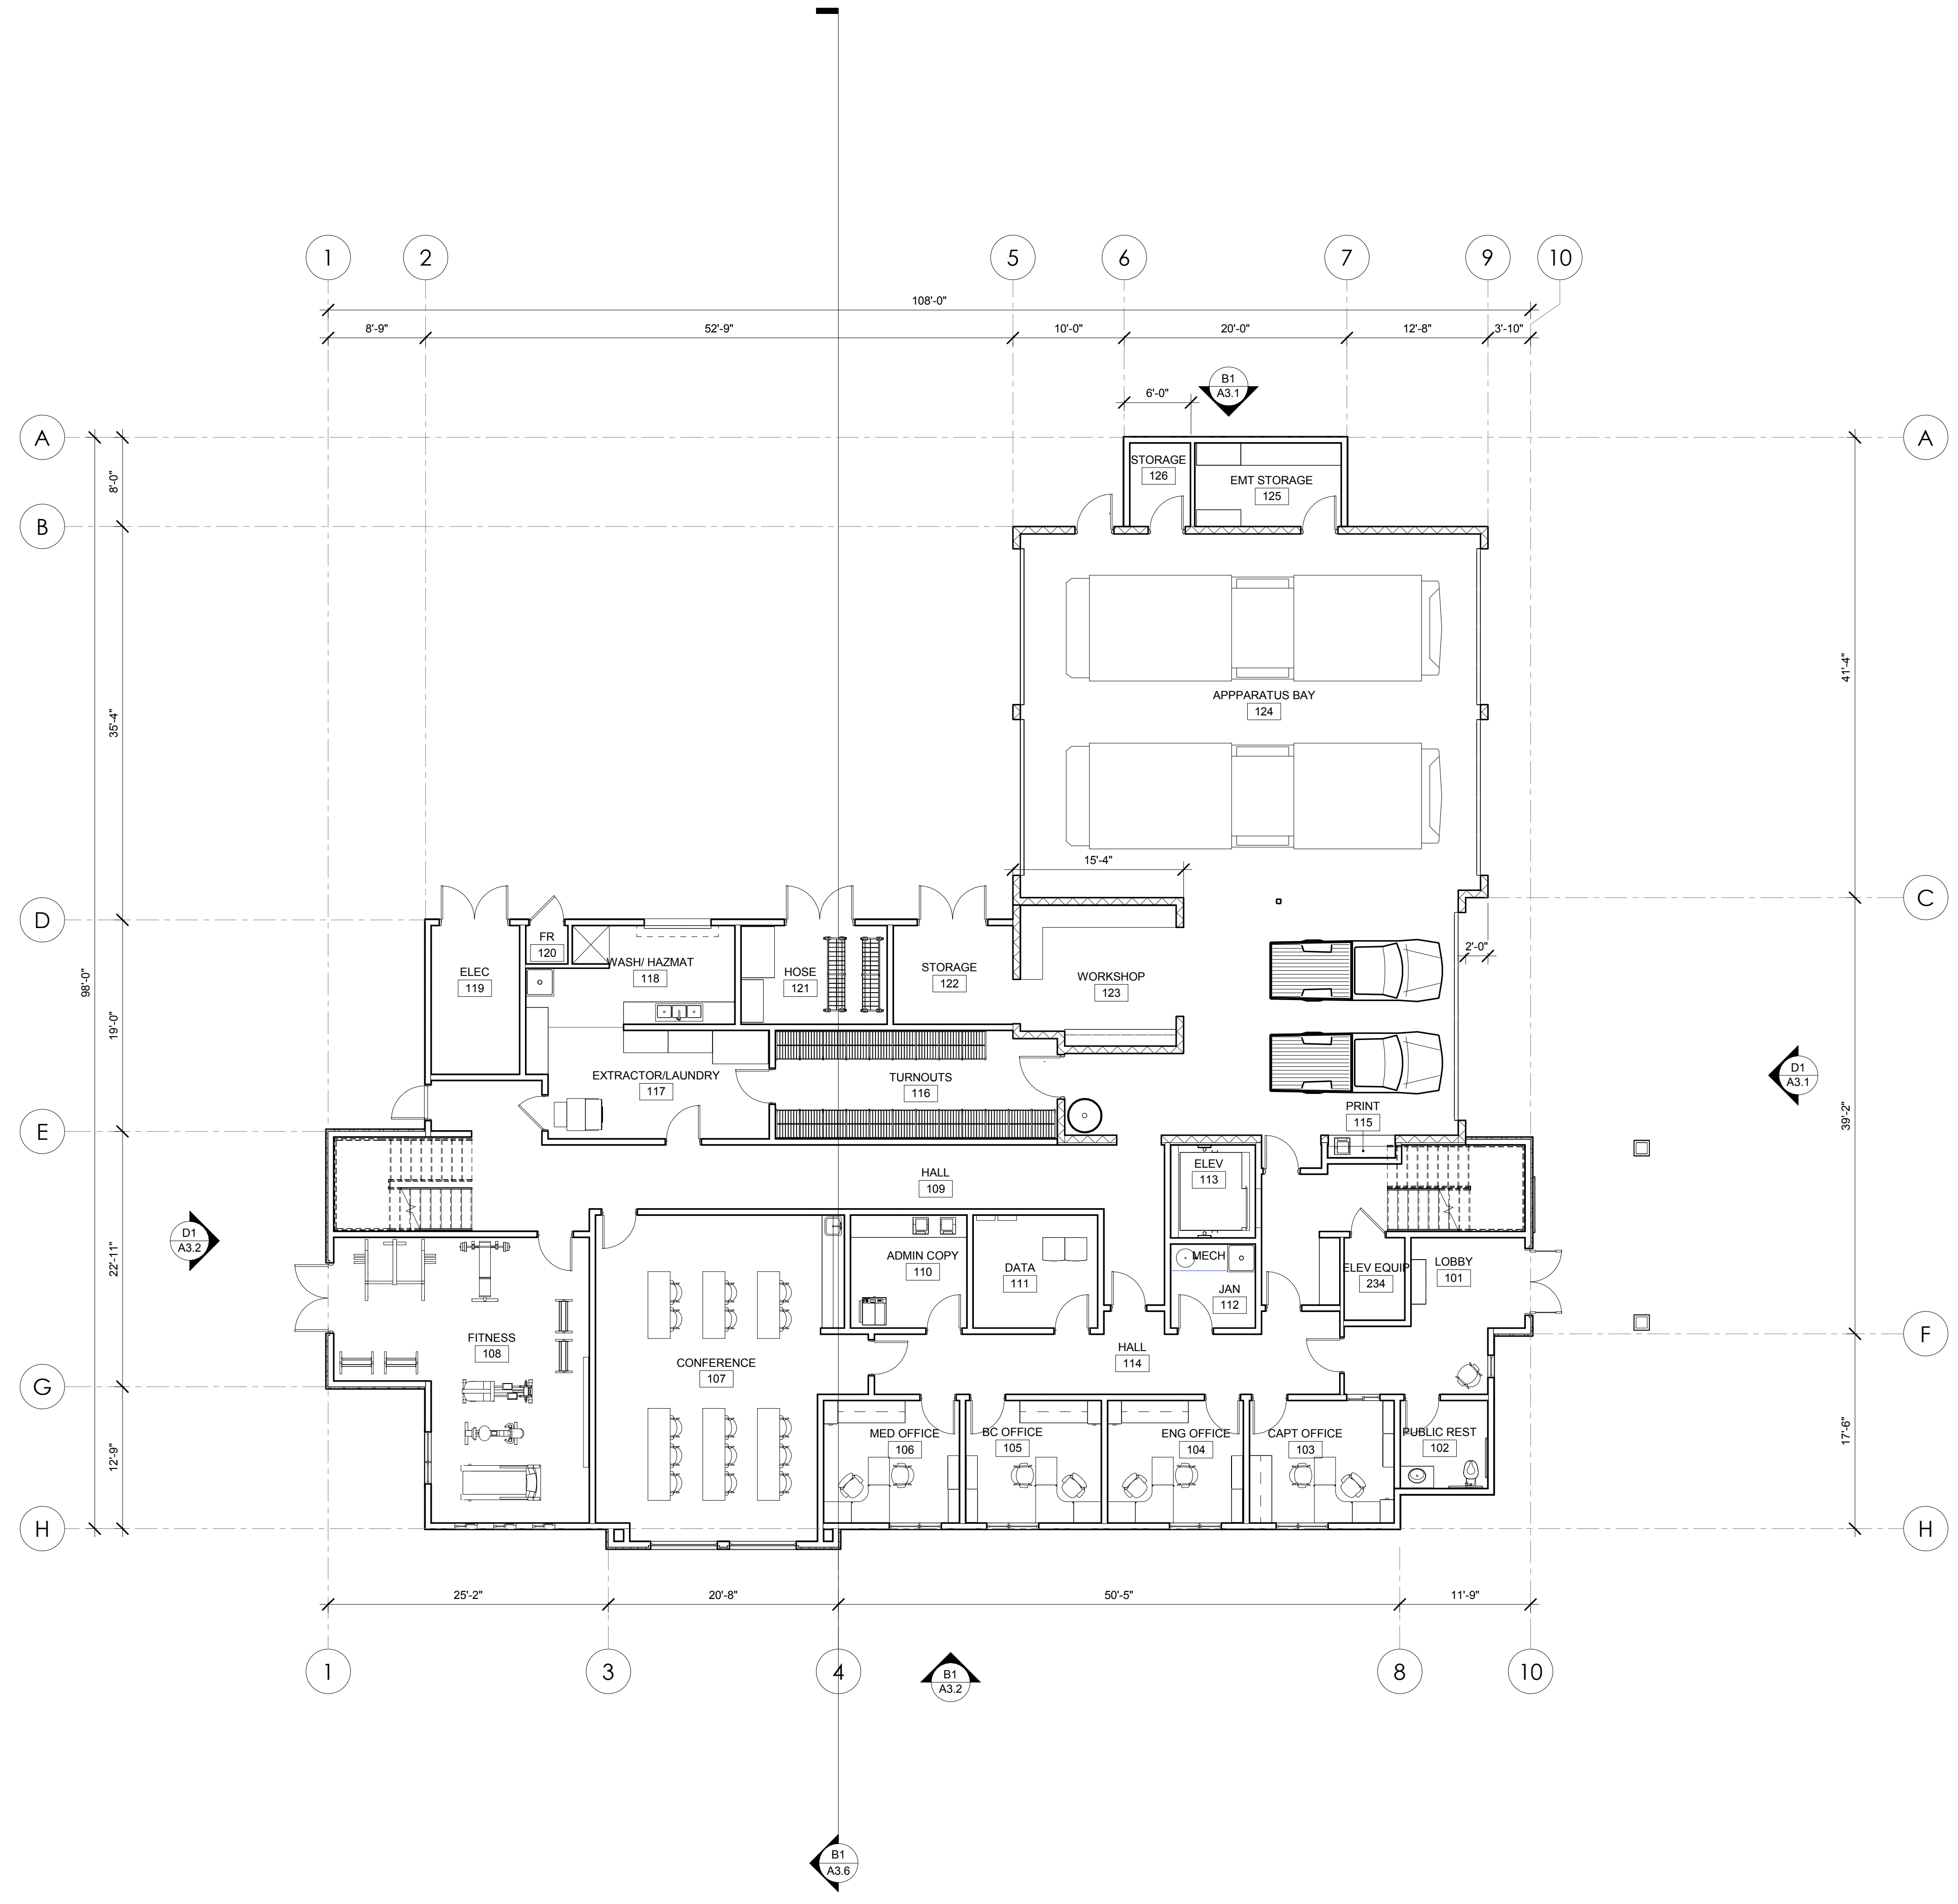 1 2 5 6 7 9 10
108'-0"
8'-9" 52'-9" 10'-0" 20'-0" 12'-8" 3'-10"
B1
A3.1
6'-0"
A A
8'-0"
STORAGE
126
EMT STORAGE
125
B
35'-4"
41'-4"
APPPARATUS BAY
124
15'-4"
C
D
FR
120
2'-0"
WASH/ HAZMAT
118
ELEC
119
HOSE
121
STORAGE
122
WORKSHOP
123
98'-0"
19'-0"
EXTRACTOR/LAUNDRY
117
TURNOUTS
116
D1
A3.1
PRINT
115
39'-2"
E
HALL
109
ELEV
113
D1
A3.2
22'-11"
ADMIN COPY
110
DATA
111
MECH
JAN
112
ELEV EQUIP
234
LOBBY
101
FITNESS
108
CONFERENCE
107
HALL
114
F
G
MED OFFICE
106
BC OFFICE
105
ENG OFFICE
104
CAPT OFFICE
103
PUBLIC REST
102
12'-9"
17'-6"
H H
25'-2" 20'-8" 50'-5" 11'-9"
1 3 4 8 10
B1
A3.2
B1
A3.6